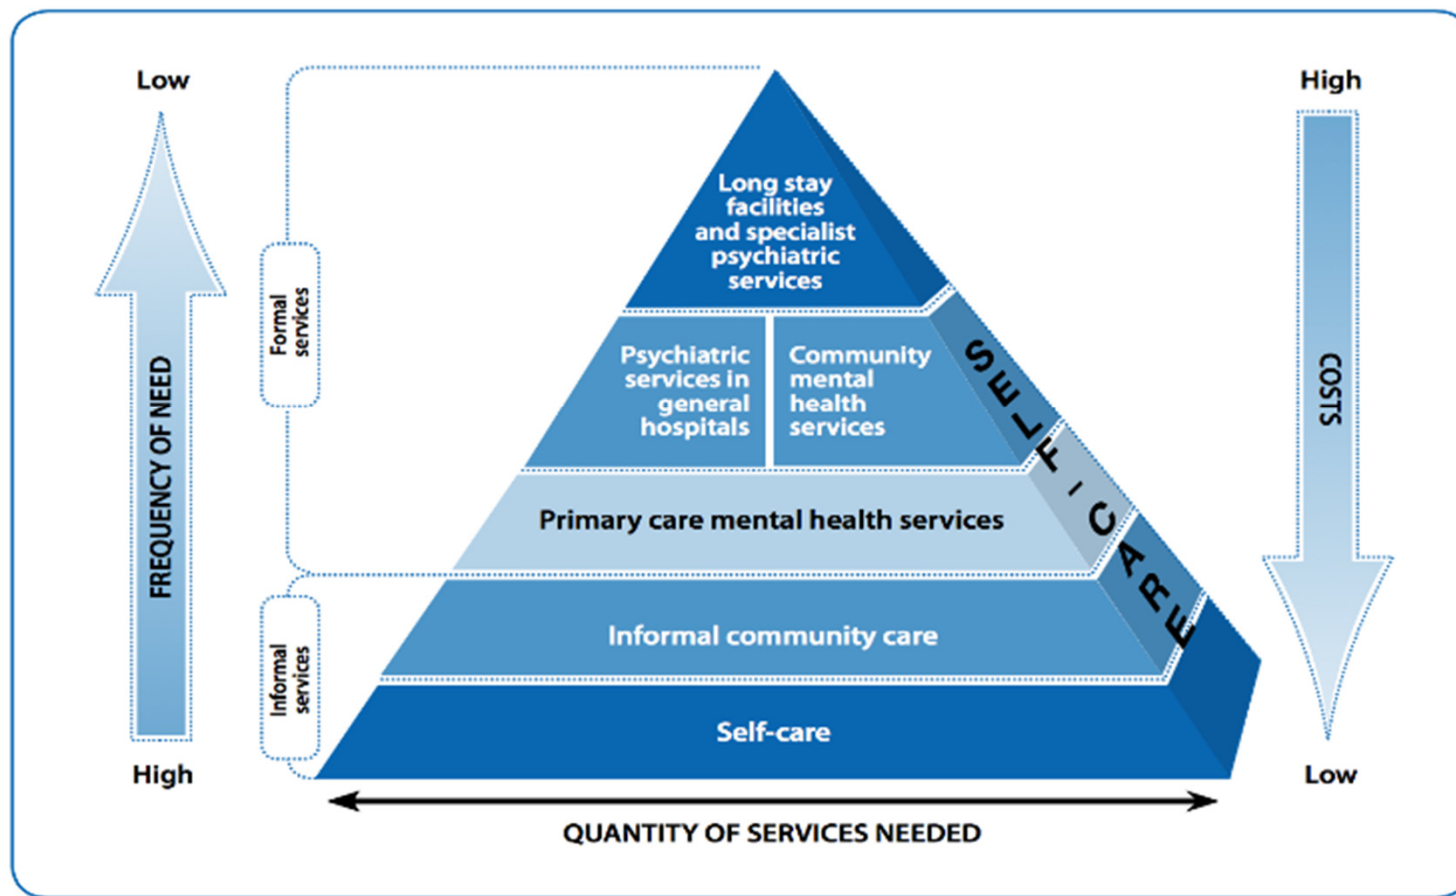 Low
High
Long stay
facilities
and specialist
psychiatric
services
Formal
services
FREQUENCY OF NEED
Psychiatric
services in
general
hospitals
Community
mental
health
services
SELF-CARE
COSTS
Primary care mental health services
Informal
services
Informal community care
Self-care
High
Low
QUANTITY OF SERVICES NEEDED